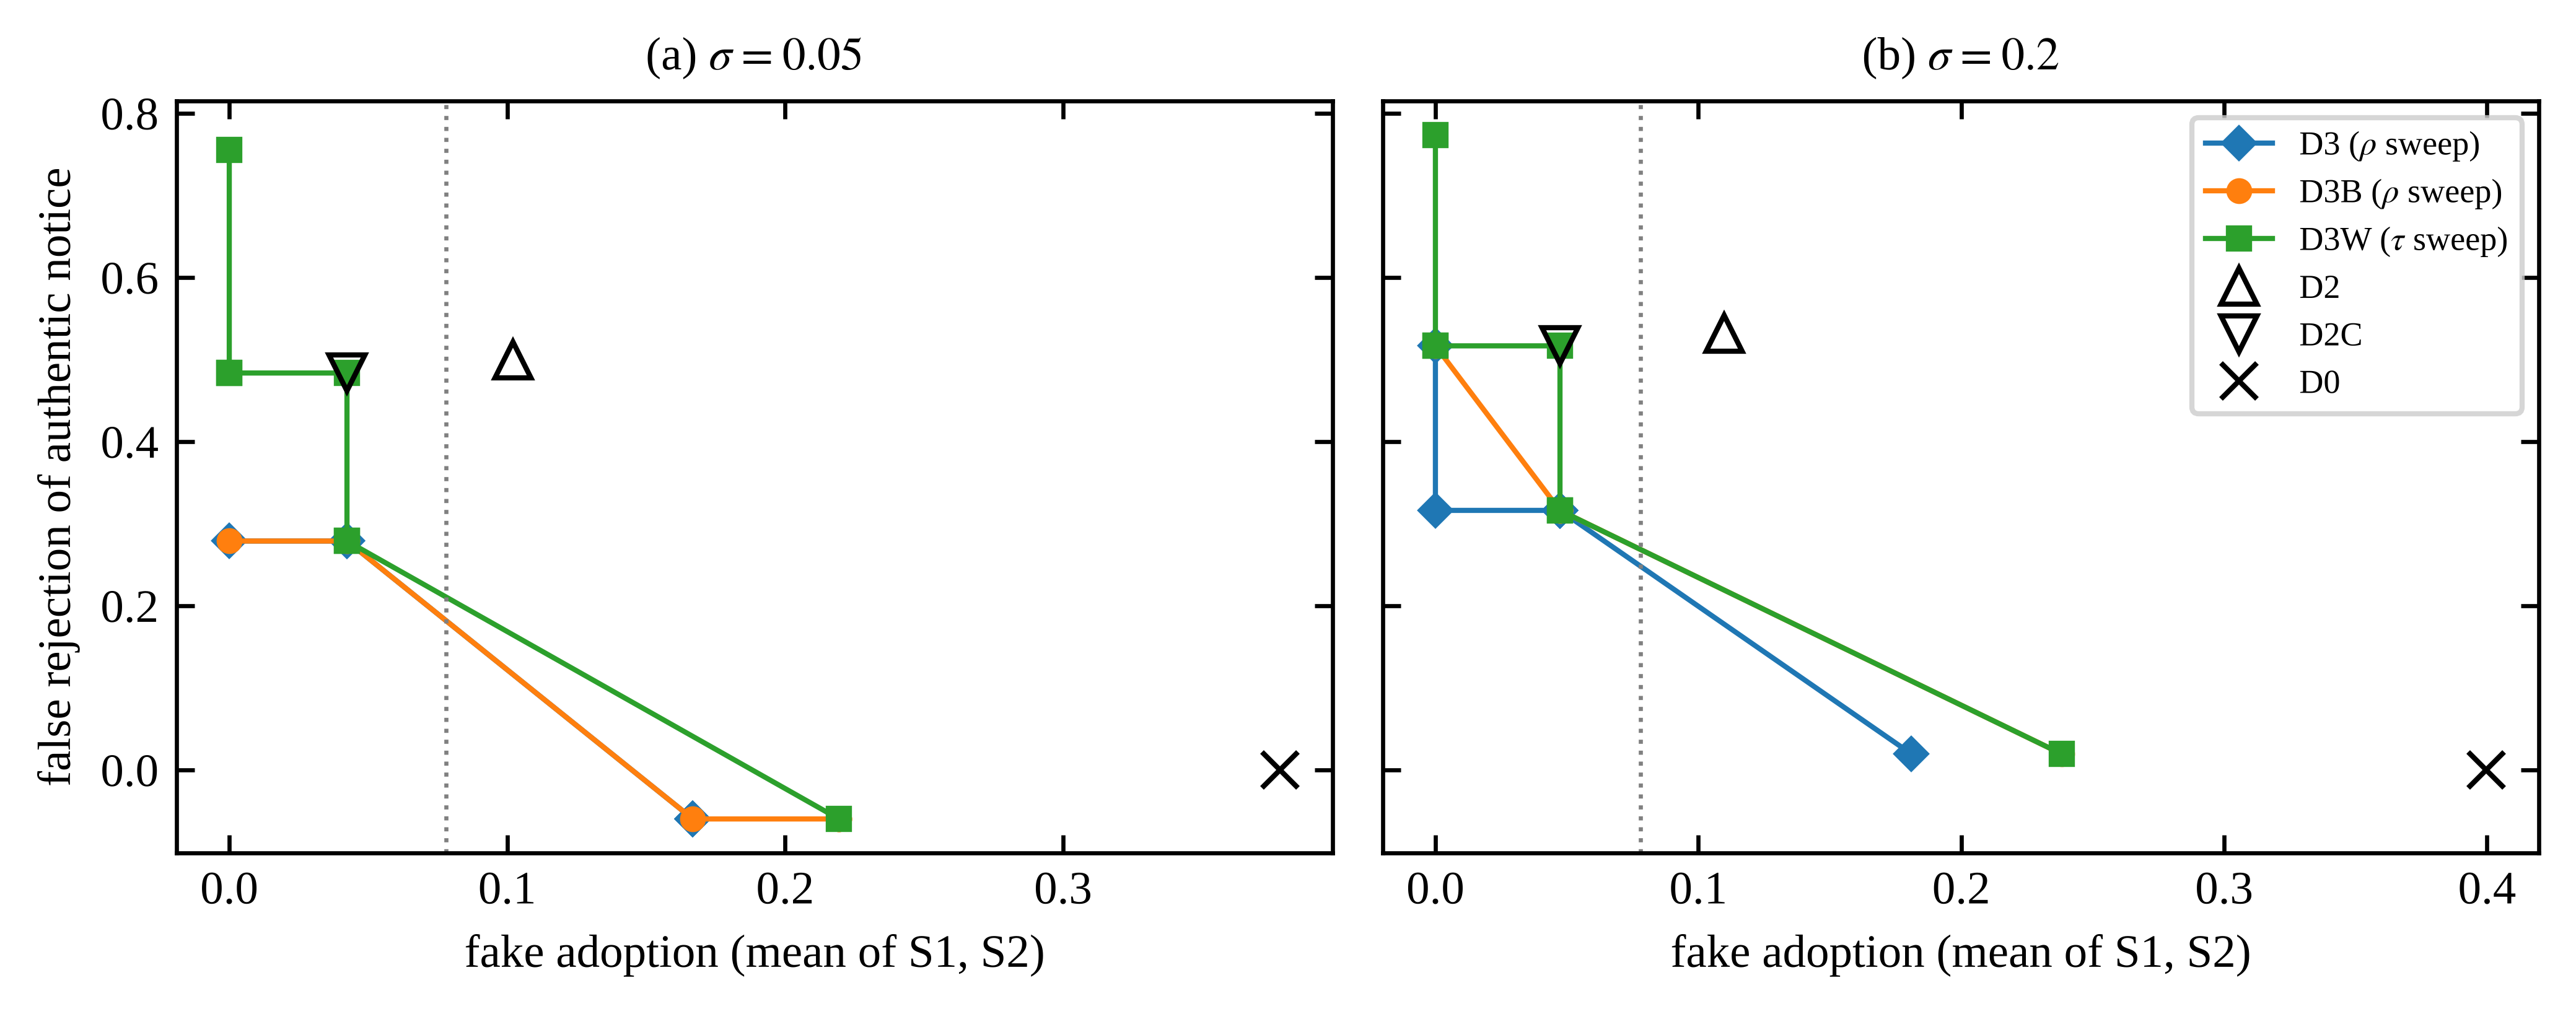 (a) σ = 0.05
(b) σ = 0.2
false rejection of authentic notice
0.8
0.6
0.4
0.2
0.0
0.0 0.1 0.2 0.3
0.0 0.1 0.2 0.3 0.4
D3 (ρ sweep)
D3B (ρ sweep)
D3W (τ sweep)
D2
D2C
D0
fake adoption (mean of S1, S2)
fake adoption (mean of S1, S2)